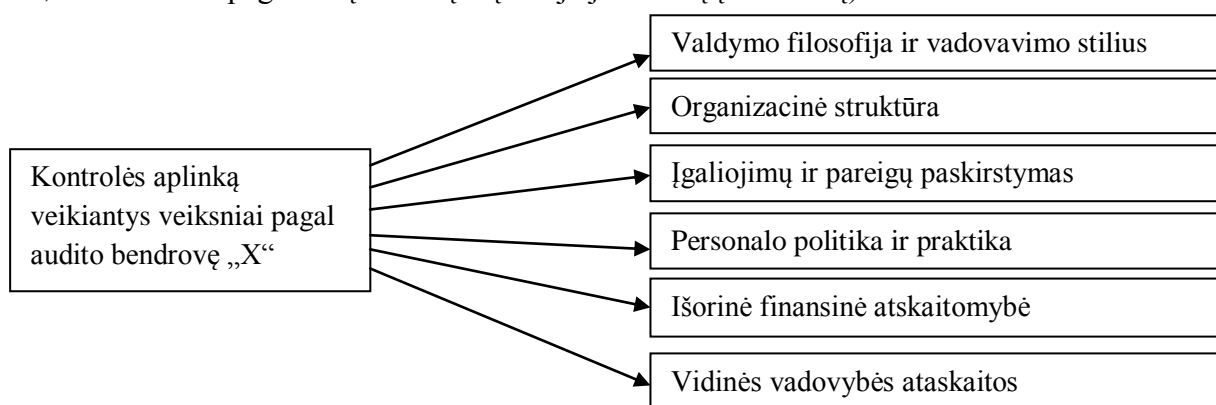 Valdymo filosofija ir vadovavimo stilius
Organizacinė struktūra
Kontrolės aplinką
veikiantys veiksniai pagal
audito bendrovę „X“
Įgaliojimų ir pareigų paskirstymas
Personalo politika ir praktika
Išorinė finansinė atskaitomybė
Vidinės vadovybės ataskaitos